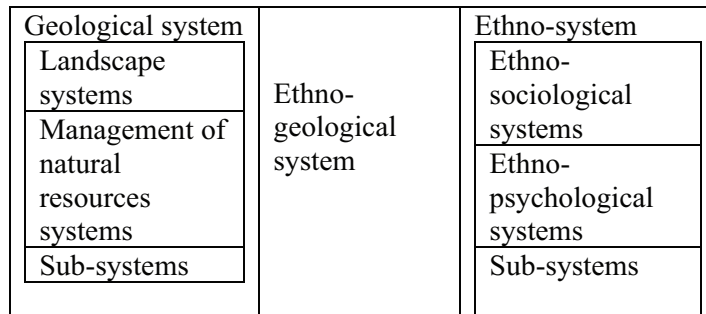 Geological system
Landscape
systems
Management of
natural
resources
systems
Sub-systems
Ethno-
geological
system
Ethno-system
Ethno-
sociological
systems
Ethno-
psychological
systems
Sub-systems